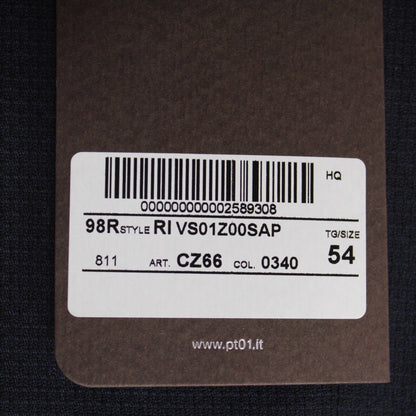 HQ
000000000002589308
98R STYLE RI VS01Z00SAP TG/SIZE
811 ART. CZ66 COL. 0340 54
www.pt01.it